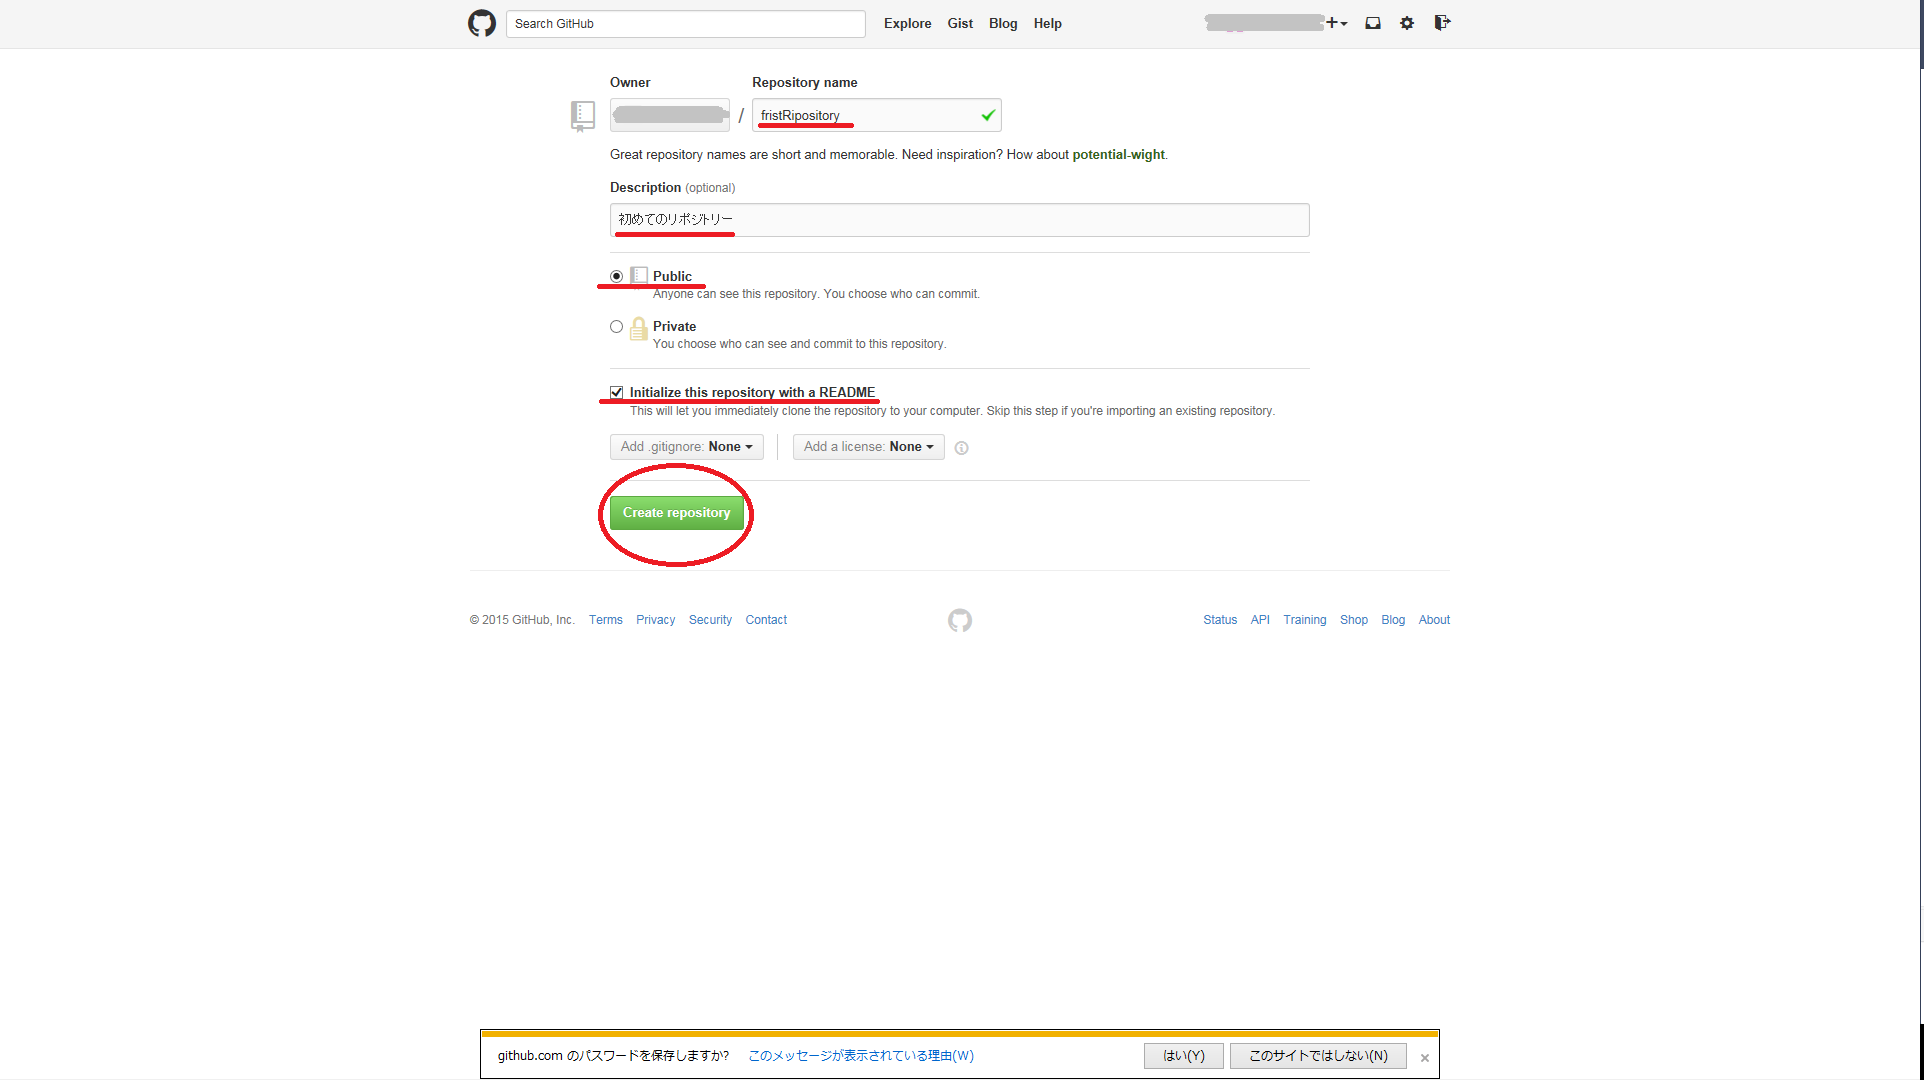 Search GitHub Explore Gist Blog Help
Owner Repository name
/ fristRipository
Great repository names are short and memorable. Need inspiration? How about potential-wight.
Description (optional)
初めてのリポジトリー
Public
Anyone can see this repository. You choose who can commit.
Private
You choose who can see and commit to this repository.
Initialize this repository with a README
This will let you immediately clone the repository to your computer. Skip this step if you're importing an existing repository.
Add .gitignore: None Add a license: None
Create repository
© 2015 GitHub, Inc. Terms Privacy Security Contact Status API Training Shop Blog About
github.com のパスワードを保存しますか? このメッセージが表示されている理由(W) はい(Y) このサイトではしない(N) ×